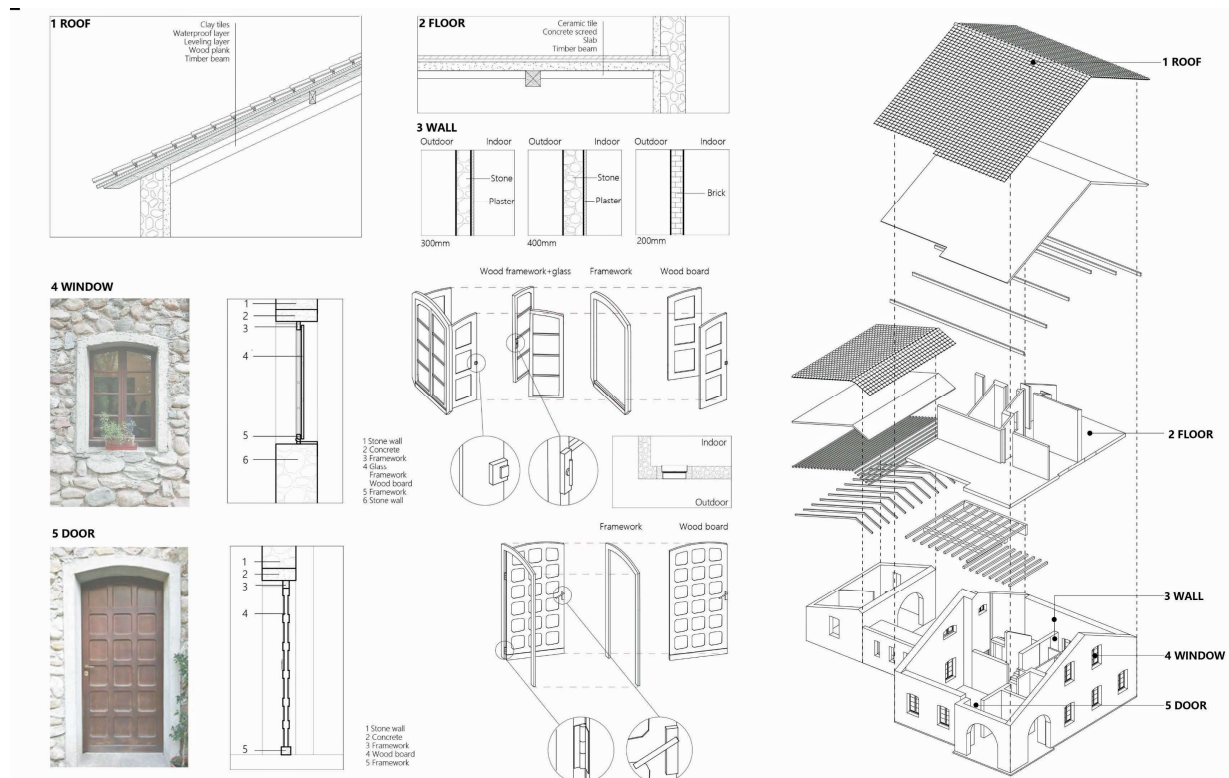 1 ROOF
Clay tiles
Waterproof layer
Leveling layer
Wood plank
Timber beam
2 FLOOR
Ceramic tile
Concrete screed
Slab
Timber beam
3 WALL
Outdoor Indoor Outdoor Indoor Outdoor Indoor
Stone Stone
Brick
Plaster Plaster
300mm 400mm 200mm
4 WINDOW
1
2
3
4
5
6
1 Stone wall
2 Concrete
3 Framework
4 Glass
Framework
Wood board
5 Framework
6 Stone wall
Wood framework+glass Framework Wood board
Indoor
Outdoor
5 DOOR
1
2
3
4
5
1 Stone wall
2 Concrete
3 Framework
4 Wood board
5 Framework
Framework Wood board
1 ROOF
2 FLOOR
3 WALL
4 WINDOW
5 DOOR